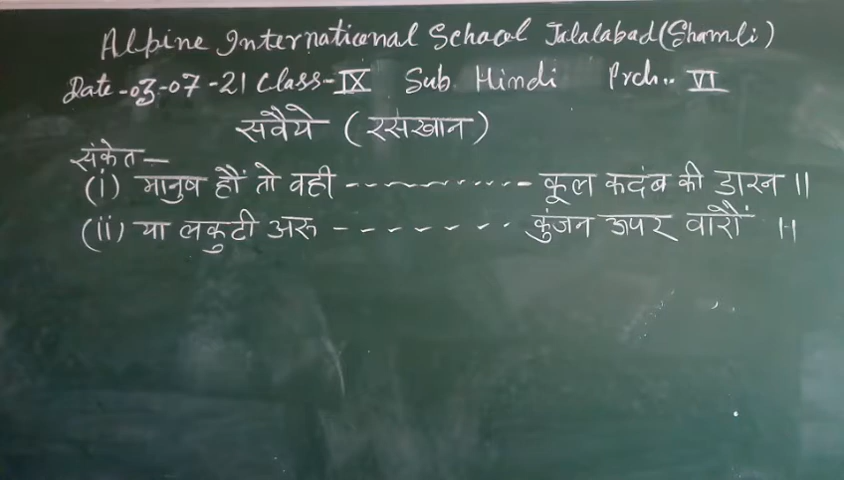 Alpine International School Jalalabad (Shamli)
Date-03-07-21 Class-IX Sub Hindi Prch.. VI
सवैये (रसखान)
संकेत—
(i) मानुष हौं तो वही ---------- कूल कदंब की डारन ॥
(ii) या लकुटी अरु -------- कुंजन ऊपर वारौं ॥